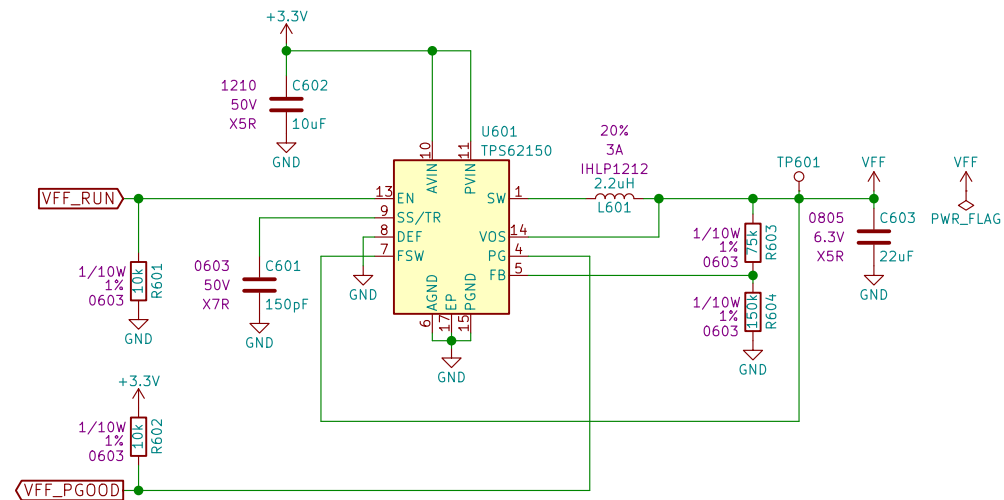 +3.3V
1210
50V
X5R
C602
10uF
GND
U601
TPS62150
10
AVIN
11
PVIN
13
EN
9
SS/TR
8
DEF
7
FSW
SW
1
VOS
14
PG
4
FB
5
AGND
6
EP
17
PGND
15
GND
VFF_RUN
1/10W
1%
0603
10k
R601
GND
0603
50V
X7R
C601
150pF
GND
GND
20%
3A
IHLP1212
2.2uH
L601
TP601
VFF
VFF
PWR_FLAG
1/10W
1%
0603
75k
R603
0805
6.3V
X5R
C603
22uF
GND
1/10W
1%
0603
150k
R604
GND
+3.3V
1/10W
1%
0603
10k
R602
VFF_PGOOD